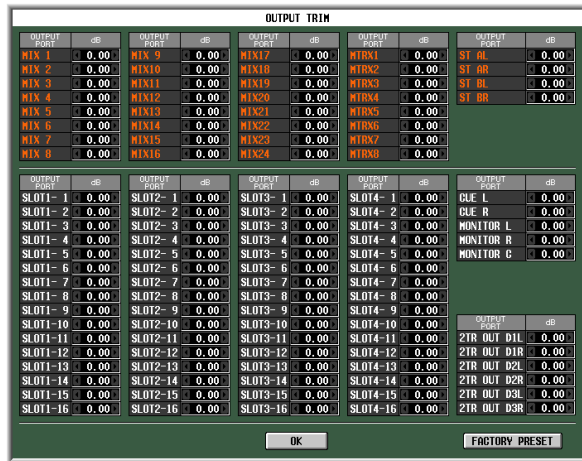 OUTPUT TRIM
OUTPUT PORT dB OUTPUT PORT dB OUTPUT PORT dB OUTPUT PORT dB OUTPUT PORT dB
MIX 1 0.00 MIX 9 0.00 MIX17 0.00 MTRX1 0.00 ST AL 0.00
MIX 2 0.00 MIX10 0.00 MIX18 0.00 MTRX2 0.00 ST AR 0.00
MIX 3 0.00 MIX11 0.00 MIX19 0.00 MTRX3 0.00 ST BL 0.00
MIX 4 0.00 MIX12 0.00 MIX20 0.00 MTRX4 0.00 ST BR 0.00
MIX 5 0.00 MIX13 0.00 MIX21 0.00 MTRX5 0.00
MIX 6 0.00 MIX14 0.00 MIX22 0.00 MTRX6 0.00
MIX 7 0.00 MIX15 0.00 MIX23 0.00 MTRX7 0.00
MIX 8 0.00 MIX16 0.00 MIX24 0.00 MTRX8 0.00
OUTPUT PORT dB OUTPUT PORT dB OUTPUT PORT dB OUTPUT PORT dB OUTPUT PORT dB
SLOT1- 1 0.00 SLOT2- 1 0.00 SLOT3- 1 0.00 SLOT4- 1 0.00 CUE L 0.00
SLOT1- 2 0.00 SLOT2- 2 0.00 SLOT3- 2 0.00 SLOT4- 2 0.00 CUE R 0.00
SLOT1- 3 0.00 SLOT2- 3 0.00 SLOT3- 3 0.00 SLOT4- 3 0.00 MONITOR L 0.00
SLOT1- 4 0.00 SLOT2- 4 0.00 SLOT3- 4 0.00 SLOT4- 4 0.00 MONITOR R 0.00
SLOT1- 5 0.00 SLOT2- 5 0.00 SLOT3- 5 0.00 SLOT4- 5 0.00 MONITOR C 0.00
SLOT1- 6 0.00 SLOT2- 6 0.00 SLOT3- 6 0.00 SLOT4- 6 0.00
SLOT1- 7 0.00 SLOT2- 7 0.00 SLOT3- 7 0.00 SLOT4- 7 0.00
SLOT1- 8 0.00 SLOT2- 8 0.00 SLOT3- 8 0.00 SLOT4- 8 0.00
SLOT1- 9 0.00 SLOT2- 9 0.00 SLOT3- 9 0.00 SLOT4- 9 0.00
SLOT1-10 0.00 SLOT2-10 0.00 SLOT3-10 0.00 SLOT4-10 0.00 OUTPUT PORT dB
SLOT1-11 0.00 SLOT2-11 0.00 SLOT3-11 0.00 SLOT4-11 0.00 2TR OUT D1L 0.00
SLOT1-12 0.00 SLOT2-12 0.00 SLOT3-12 0.00 SLOT4-12 0.00 2TR OUT D1R 0.00
SLOT1-13 0.00 SLOT2-13 0.00 SLOT3-13 0.00 SLOT4-13 0.00 2TR OUT D2L 0.00
SLOT1-14 0.00 SLOT2-14 0.00 SLOT3-14 0.00 SLOT4-14 0.00 2TR OUT D2R 0.00
SLOT1-15 0.00 SLOT2-15 0.00 SLOT3-15 0.00 SLOT4-15 0.00 2TR OUT D3L 0.00
SLOT1-16 0.00 SLOT2-16 0.00 SLOT3-16 0.00 SLOT4-16 0.00 2TR OUT D3R 0.00
OK FACTORY PRESET